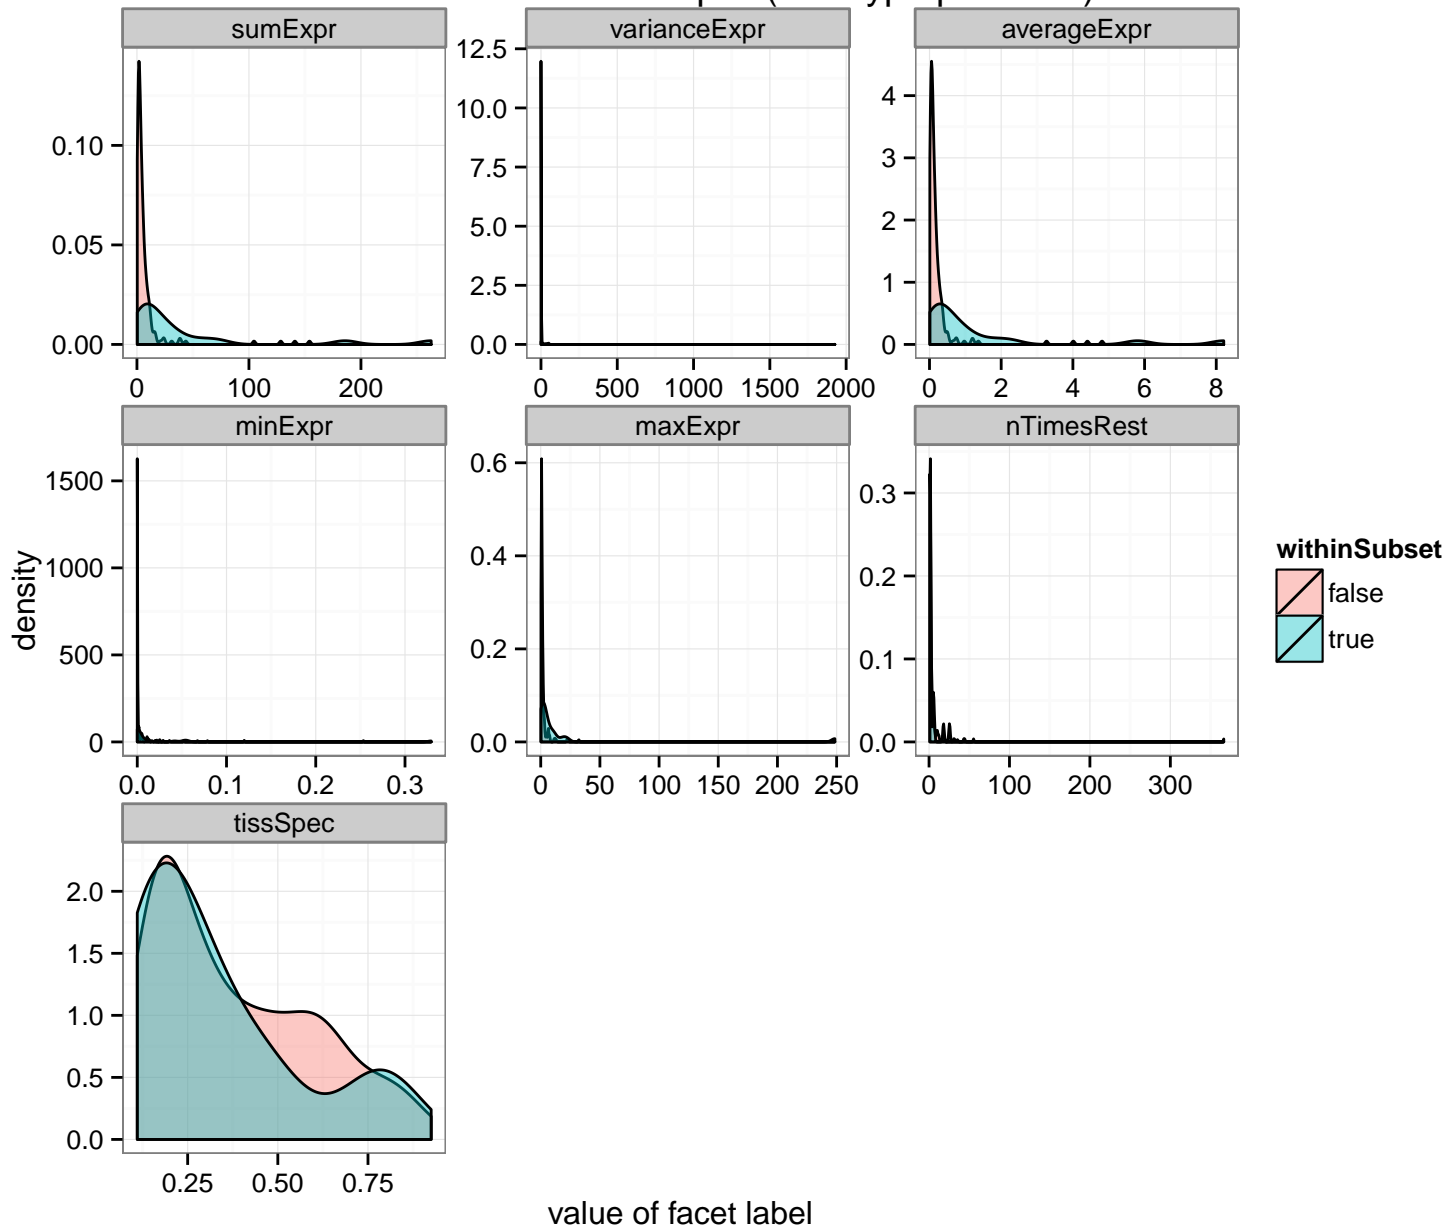 sumExpr varianceExpr averageExpr
12.5
10.0
7.5
5.0
2.5
0.0
0.10
0.05
0.00
4
3
2
1
0
0 100 200
0 500 1000 1500 2000
0 2 4 6 8
minExpr maxExpr nTimesRest
1500
1000
500
0
0.6
0.4
0.2
0.0
0.3
0.2
0.1
0.0
0.0 0.1 0.2 0.3
0 50 100 150 200 250
0 100 200 300
tissSpec
2.0
1.5
1.0
0.5
0.0
0.25 0.50 0.75
density
value of facet label
withinSubset
false
true